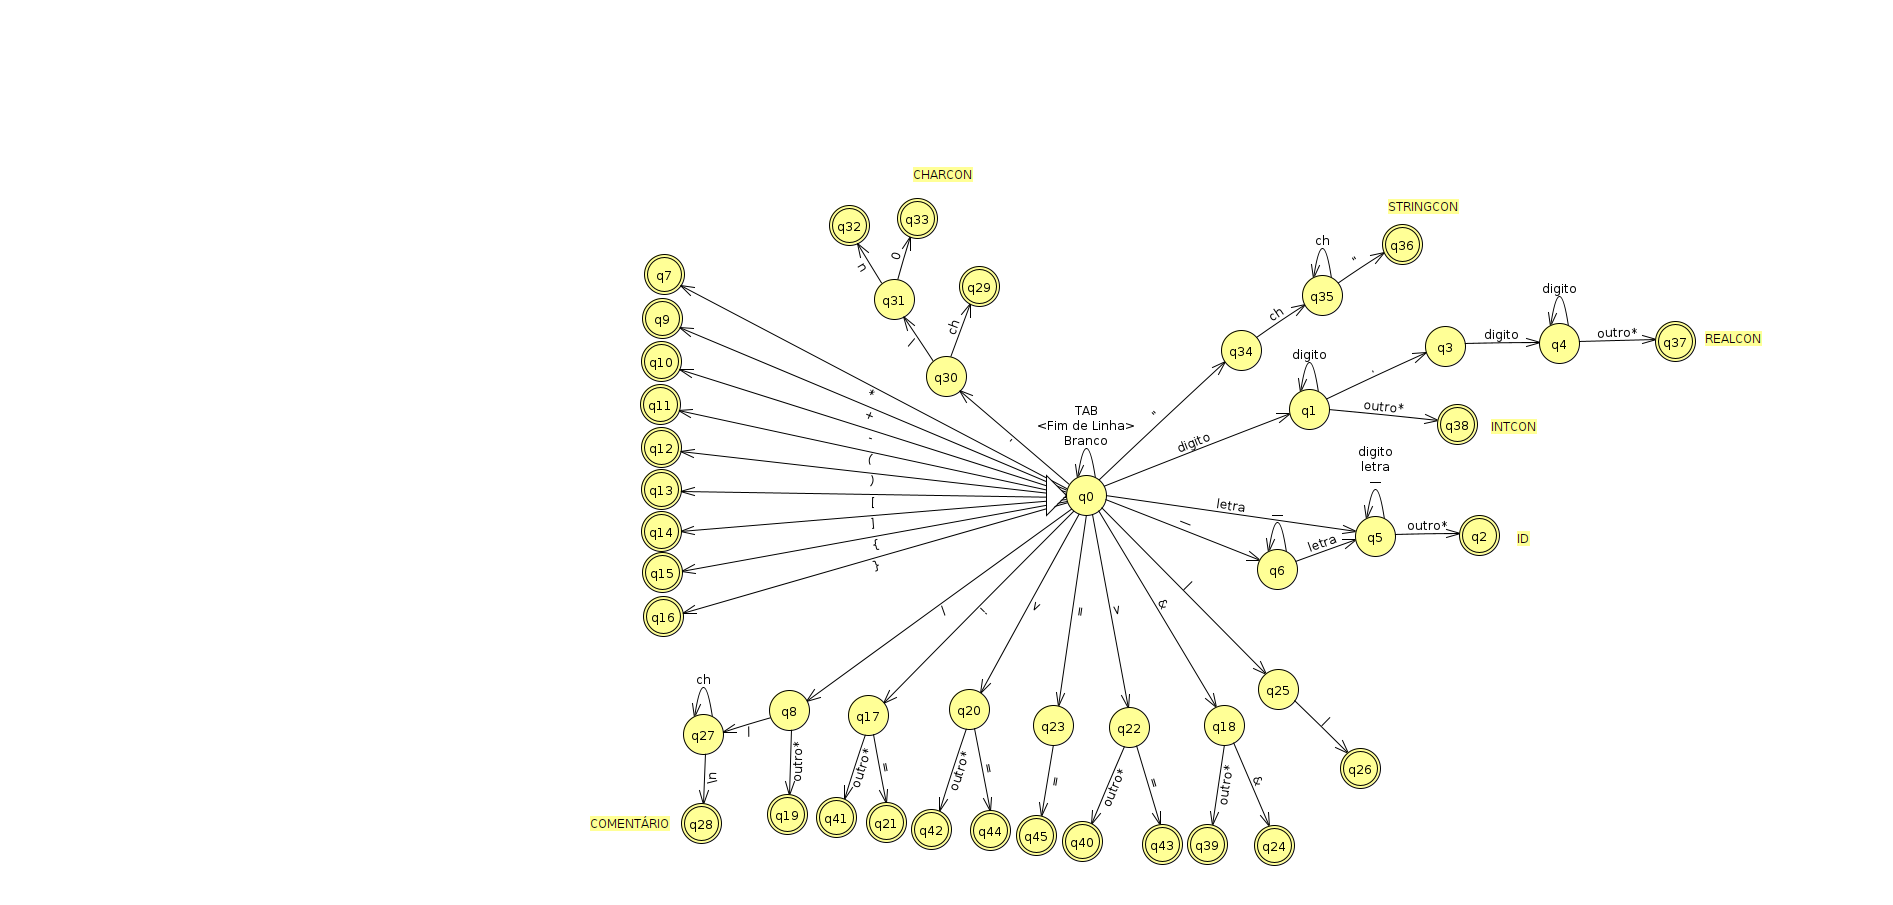 CHARCON
STRINGCON
q32
q33
q36
q7
q31
q29
q35
ch
"
q9
n
0
q10
\
ch
q30
q34
ch
q3
digito
q4
digito
outro*
q37
REALCON
q11
q1
digito
.
outro*
q38
INTCON
q12
TAB
<Fim de Linha>
Branco
'
"
digito
*
+
-
(
)
[
]
{
}
q13
q14
q15
q16
q0
letra
digito
letra
_
q5
outro*
q2
ID
_
_
q6
letra
/
!
=
&
|
ch
q27
/
q8
q17
q20
q23
q22
q18
q25
|
q26
\n
outro*
outro*
=
outro*
=
=
outro*
=
outro*
&
COMENTÁRIO
q28
q19
q41
q21
q42
q44
q45
q40
q43
q39
q24